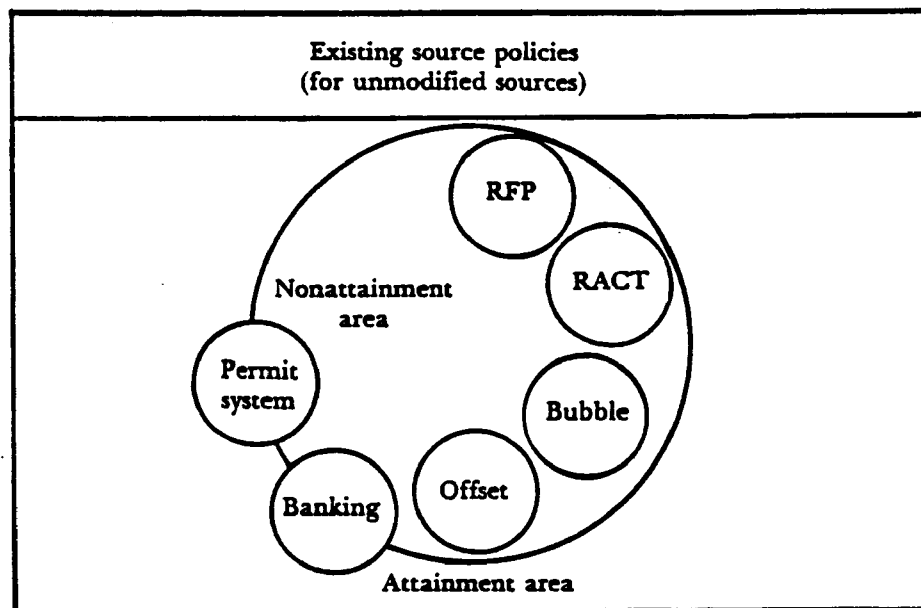 Existing source policies
(for unmodified sources)
RFP
RACT
Nonattainment
area
Permit
system
Bubble
Offset
Banking
Attainment area